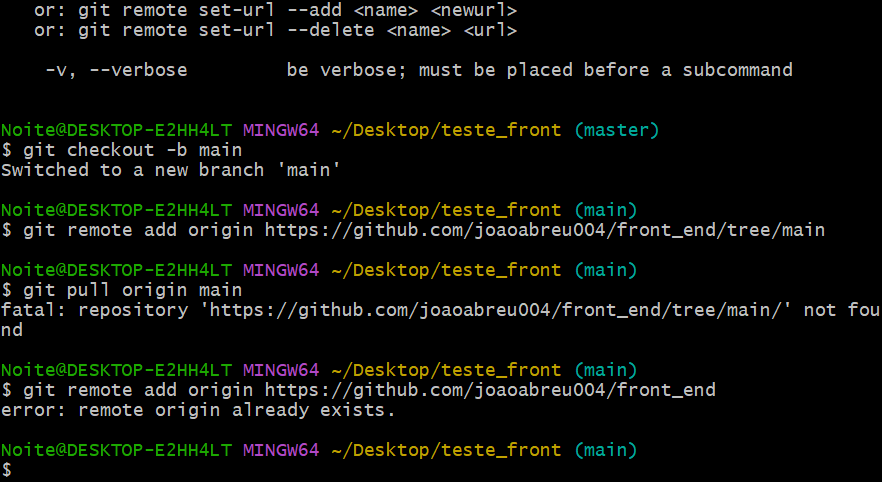 or: git remote set-url --add <name> <newurl>
or: git remote set-url --delete <name> <url>
-v, --verbose be verbose; must be placed before a subcommand
Noite@DESKTOP-E2HH4LT MINGW64 ~/Desktop/teste_front (master)
$ git checkout -b main
Switched to a new branch 'main'
Noite@DESKTOP-E2HH4LT MINGW64 ~/Desktop/teste_front (main)
$ git remote add origin https://github.com/joaoabreu004/front_end/tree/main
Noite@DESKTOP-E2HH4LT MINGW64 ~/Desktop/teste_front (main)
$ git pull origin main
fatal: repository 'https://github.com/joaoabreu004/front_end/tree/main/' not fou
nd
Noite@DESKTOP-E2HH4LT MINGW64 ~/Desktop/teste_front (main)
$ git remote add origin https://github.com/joaoabreu004/front_end
error: remote origin already exists.
Noite@DESKTOP-E2HH4LT MINGW64 ~/Desktop/teste_front (main)
$